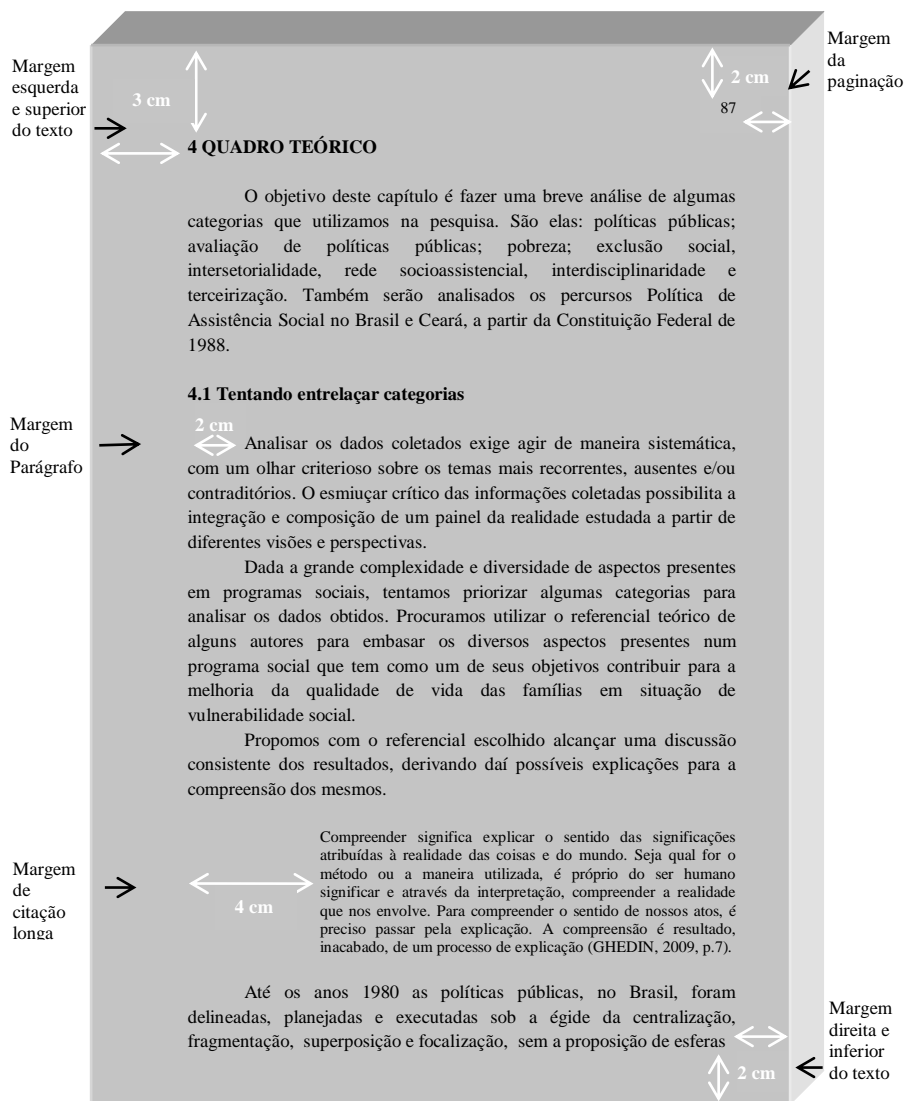 Margem
esquerda
e superior
do texto
3 cm
2 cm
Margem
da
paginação
87
4 QUADRO TEÓRICO
O objetivo deste capítulo é fazer uma breve análise de algumas
categorias que utilizamos na pesquisa. São elas: políticas públicas;
avaliação de políticas públicas; pobreza; exclusão social,
intersetorialidade, rede socioassistencial, interdisciplinaridade e
terceirização. Também serão analisados os percursos Política de
Assistência Social no Brasil e Ceará, a partir da Constituição Federal de
1988.
4.1 Tentando entrelaçar categorias
Margem
do
Parágrafo
2 cm
Analisar os dados coletados exige agir de maneira sistemática,
com um olhar criterioso sobre os temas mais recorrentes, ausentes e/ou
contraditórios. O esmiuçar crítico das informações coletadas possibilita a
integração e composição de um painel da realidade estudada a partir de
diferentes visões e perspectivas.
Dada a grande complexidade e diversidade de aspectos presentes
em programas sociais, tentamos priorizar algumas categorias para
analisar os dados obtidos. Procuramos utilizar o referencial teórico de
alguns autores para embasar os diversos aspectos presentes num
programa social que tem como um de seus objetivos contribuir para a
melhoria da qualidade de vida das famílias em situação de
vulnerabilidade social.
Propomos com o referencial escolhido alcançar uma discussão
consistente dos resultados, derivando daí possíveis explicações para a
compreensão dos mesmos.
Margem
de
citação
longa
4 cm
Compreender significa explicar o sentido das significações
atribuídas à realidade das coisas e do mundo. Seja qual for o
método ou a maneira utilizada, é próprio do ser humano
significar e através da interpretação, compreender a realidade
que nos envolve. Para compreender o sentido de nossos atos, é
preciso passar pela explicação. A compreensão é resultado,
inacabado, de um processo de explicação (GHEDIN, 2009, p.7).
Até os anos 1980 as políticas públicas, no Brasil, foram
delineadas, planejadas e executadas sob a égide da centralização,
fragmentação, superposição e focalização, sem a proposição de esferas
2 cm
Margem
direita e
inferior
do texto